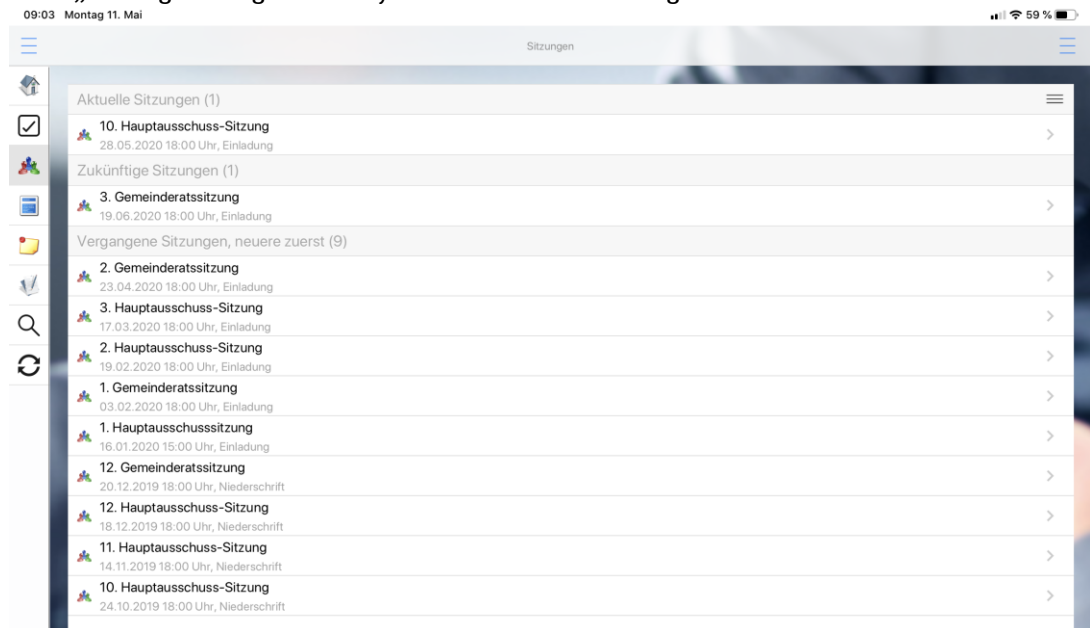 09:03 Montag 11. Mai 59 %
Sitzungen
Aktuelle Sitzungen (1)
10. Hauptausschuss-Sitzung
28.05.2020 18:00 Uhr, Einladung
Zukünftige Sitzungen (1)
3. Gemeinderatssitzung
19.06.2020 18:00 Uhr, Einladung
Vergangene Sitzungen, neuere zuerst (9)
2. Gemeinderatssitzung
23.04.2020 18:00 Uhr, Einladung
3. Hauptausschuss-Sitzung
17.03.2020 18:00 Uhr, Einladung
2. Hauptausschuss-Sitzung
19.02.2020 18:00 Uhr, Einladung
1. Gemeinderatssitzung
03.02.2020 18:00 Uhr, Einladung
1. Hauptausschusssitzung
16.01.2020 15:00 Uhr, Einladung
12. Gemeinderatssitzung
20.12.2019 18:00 Uhr, Niederschrift
12. Hauptausschuss-Sitzung
18.12.2019 18:00 Uhr, Niederschrift
11. Hauptausschuss-Sitzung
14.11.2019 18:00 Uhr, Niederschrift
10. Hauptausschuss-Sitzung
24.10.2019 18:00 Uhr, Niederschrift